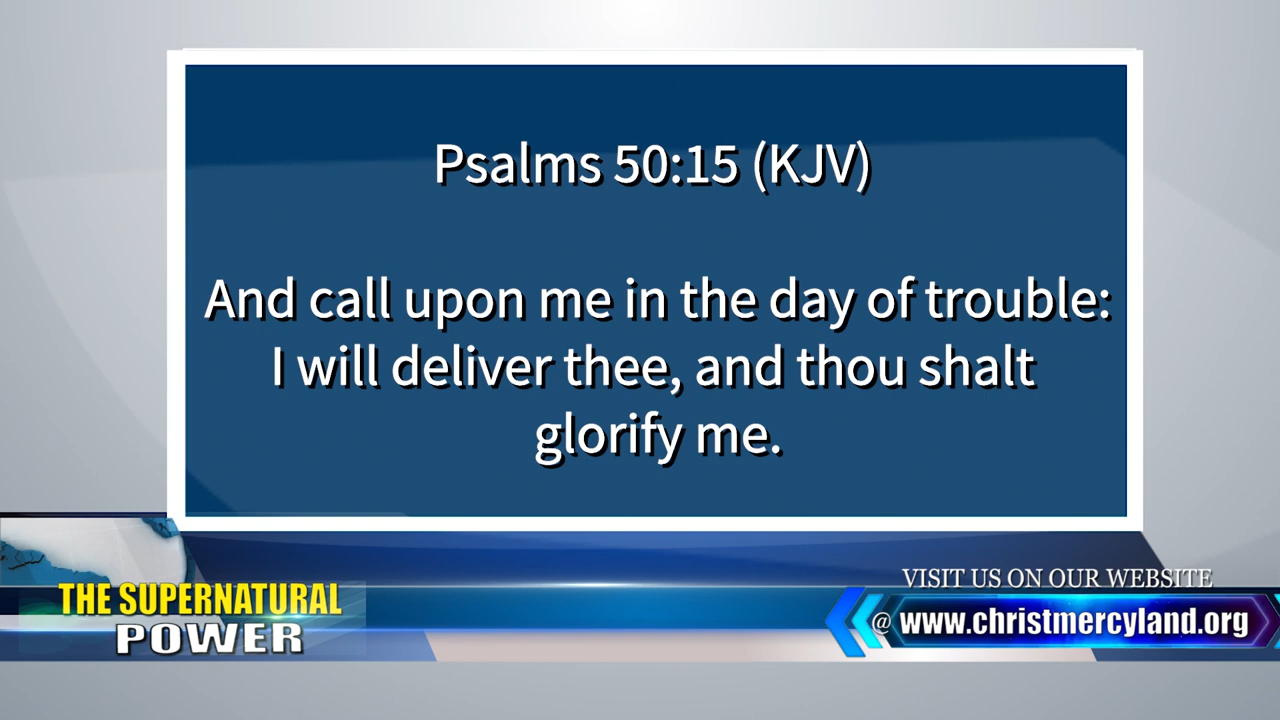 Psalms 50:15 (KJV)
And call upon me in the day of trouble:
I will deliver thee, and thou shalt
glorify me.
THE SUPERNATURAL
POWER
VISIT US ON OUR WEBSITE
@ www.christmercyland.org